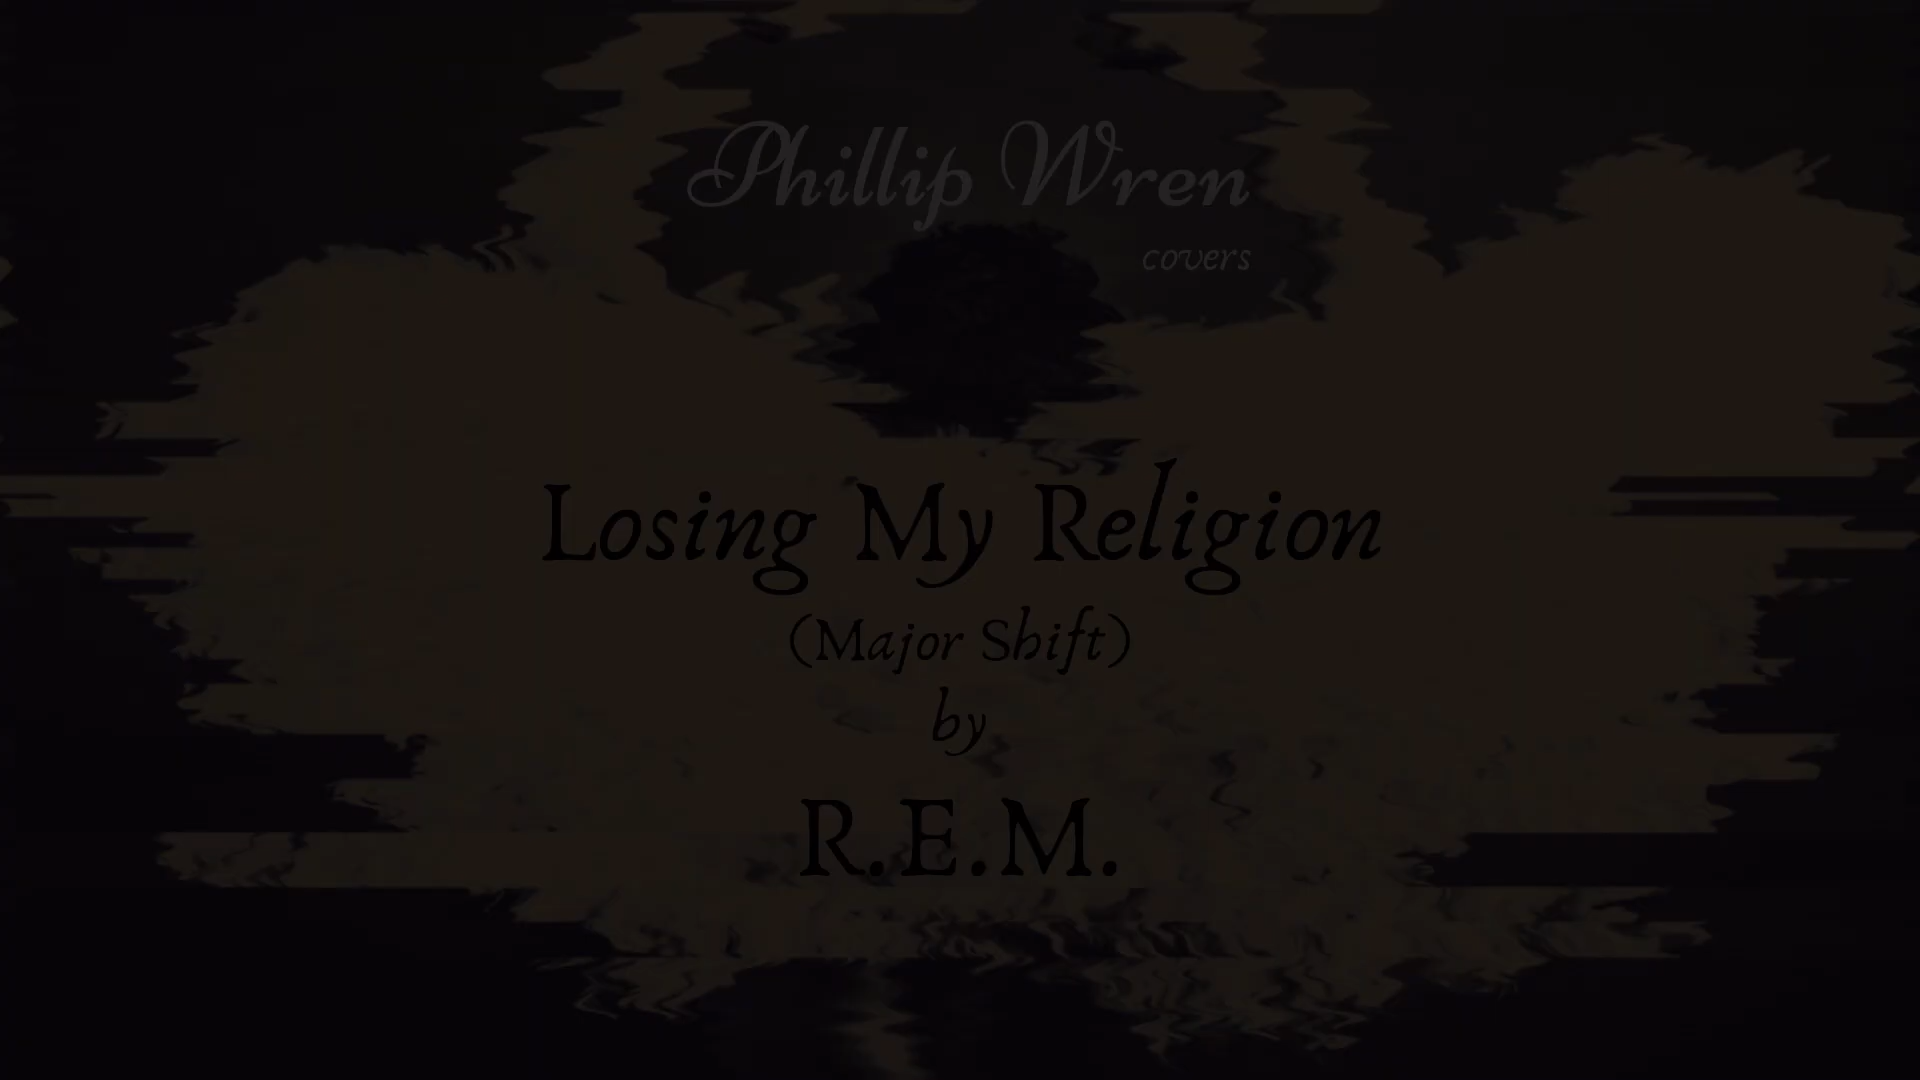 Phillip Wren
covers
Losing My Religion
(Major Shift)
by
R.E.M.